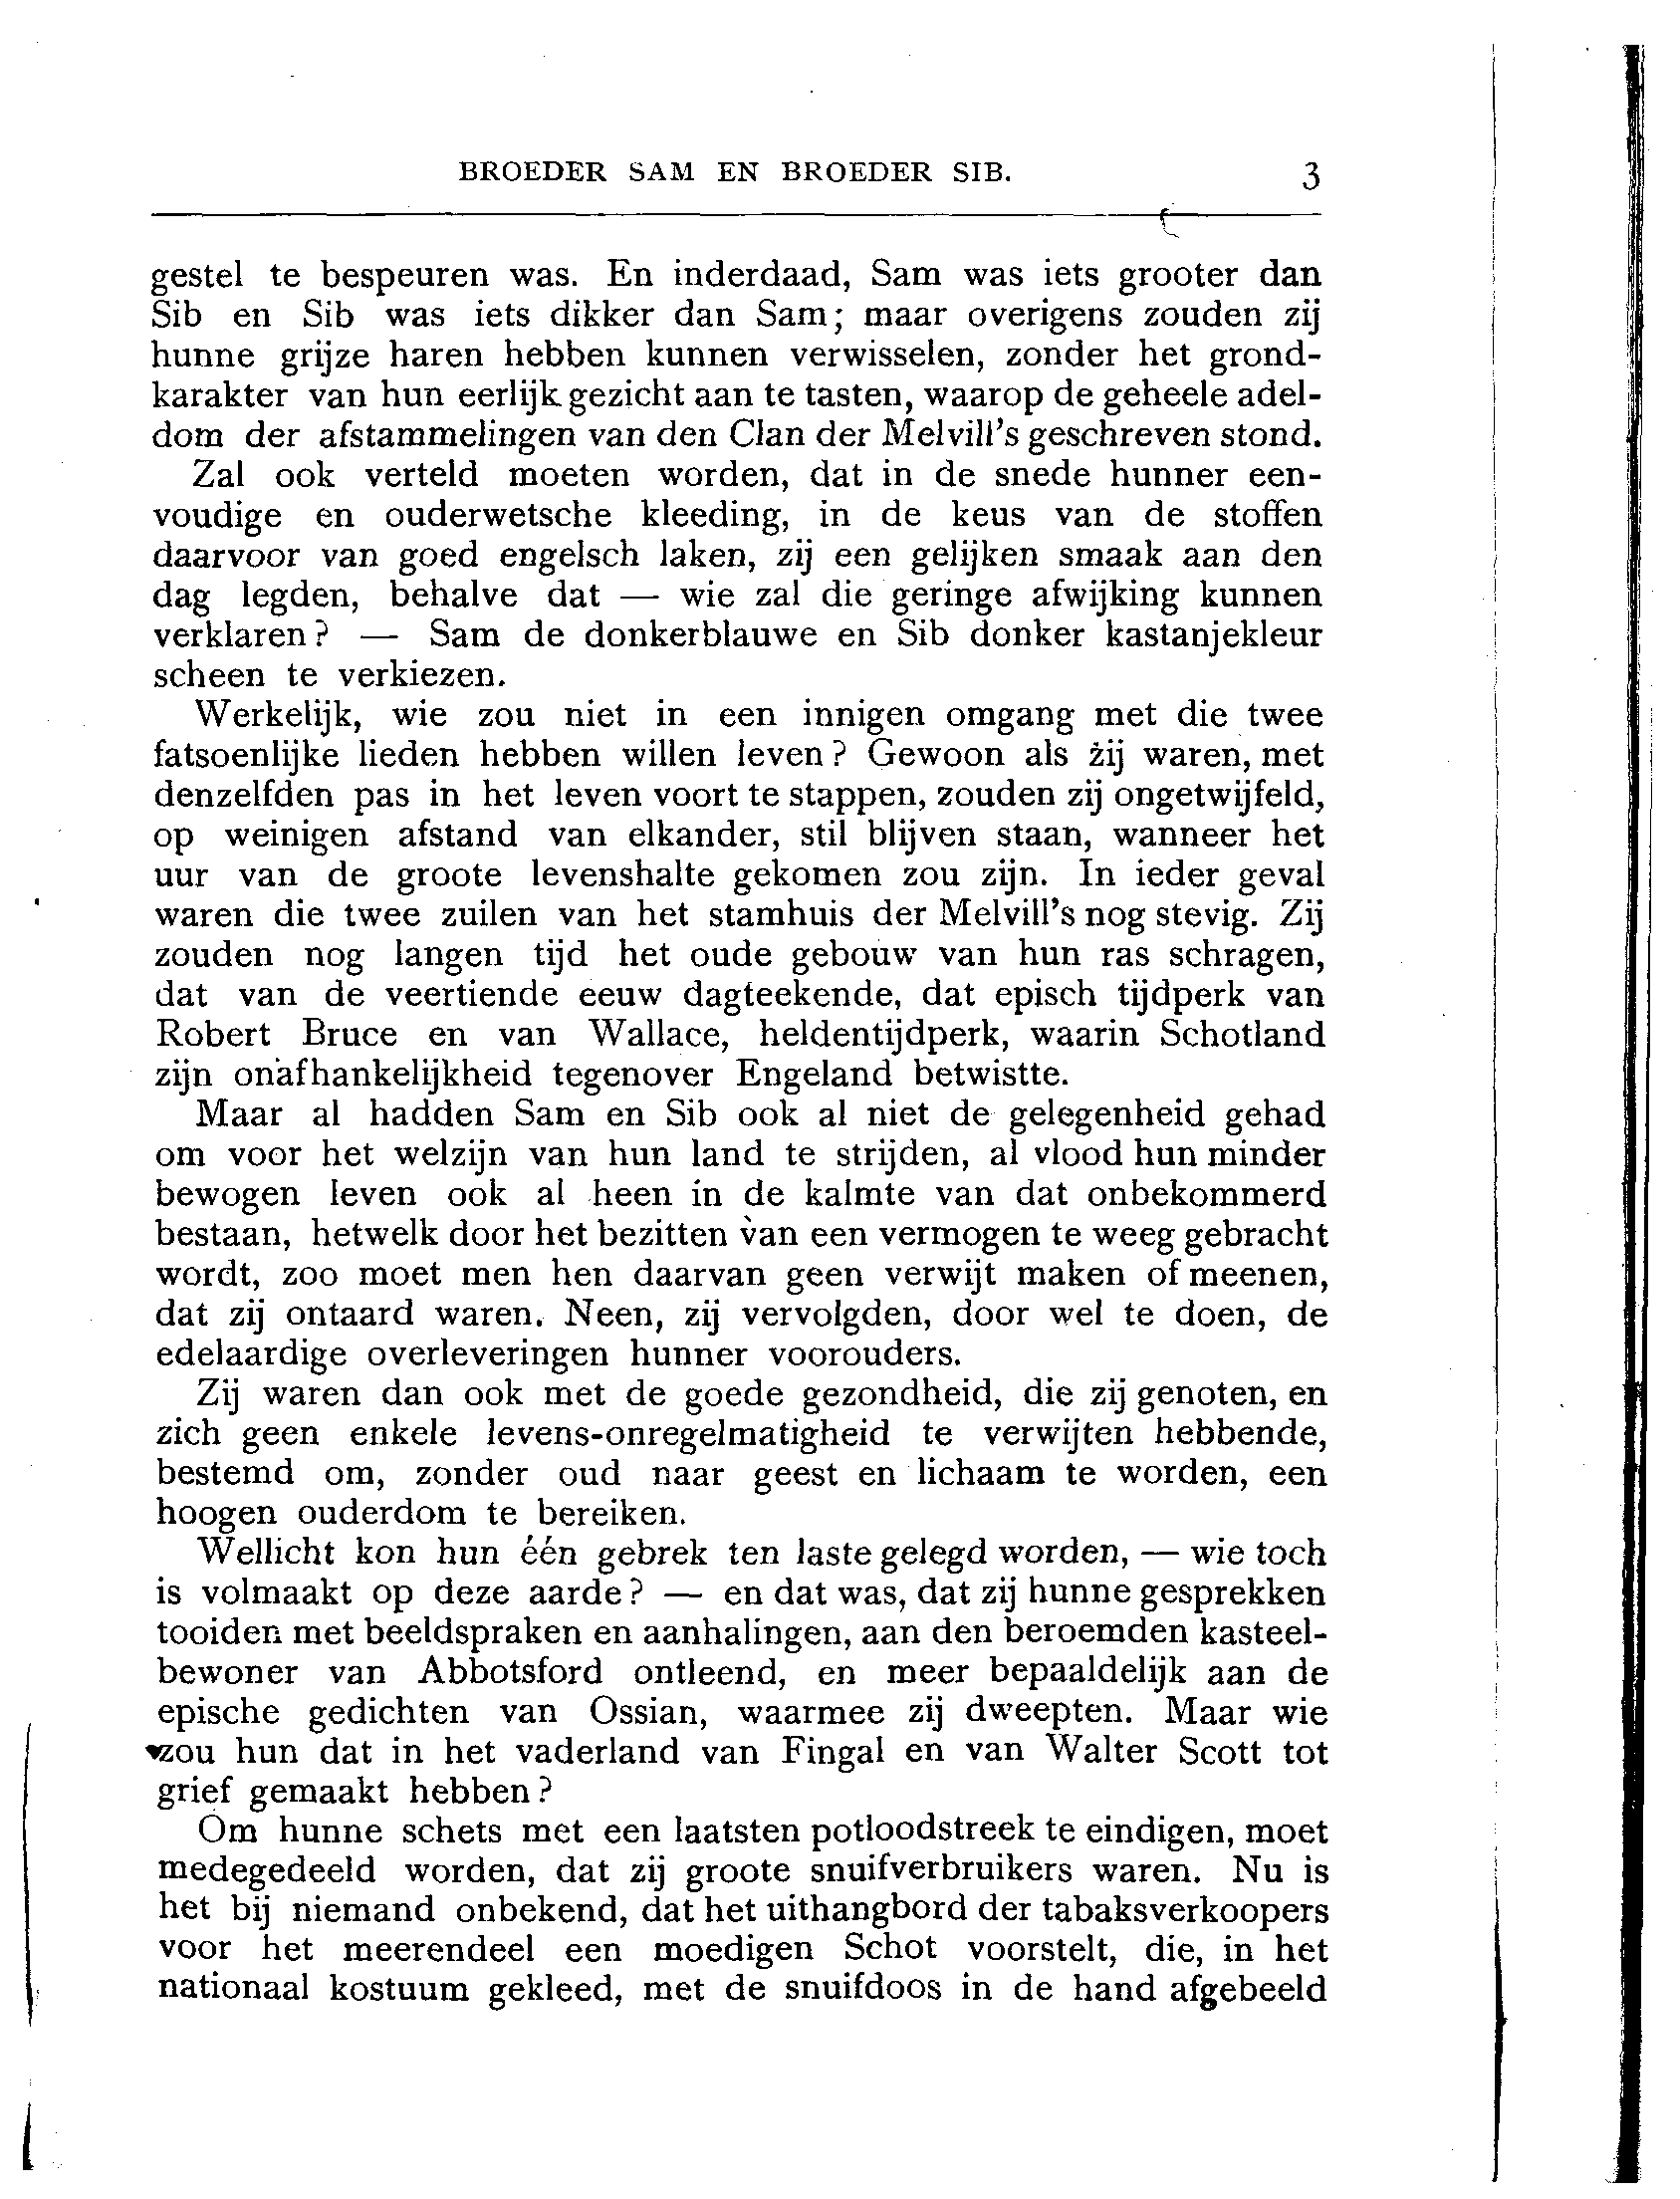 BROEDER SAM EN BROEDER SIB. 3
gestel te bespeuren was. En inderdaad, Sam was iets grooter dan
Sib en Sib was iets dikker dan Sam; maar overigens zouden zij
hunne grijze haren hebben kunnen verwisselen, zonder het grond-
karakter van hun eerlijk gezicht aan te tasten, waarop de geheele adel-
dom der afstammelingen van den Clan der Melvill's geschreven stond.
Zal ook verteld moeten worden, dat in de snede hunner een-
voudige en ouderwetsche kleeding, in de keus van de stoffen
daarvoor van goed engelsch laken, zij een gelijken smaak aan den
dag legden, behalve dat — wie zal die geringe afwijking kunnen
verklaren? — Sam de donkerblauwe en Sib donker kastanjekleur
scheen te verkiezen.
Werkelijk, wie zou niet in een innigen omgang met die twee
fatsoenlijke lieden hebben willen leven? Gewoon als zij waren, met
denzelfden pas in het leven voort te stappen, zouden zij ongetwijfeld,
op weinigen afstand van elkander, stil blijven staan, wanneer het
uur van de groote levenshalte gekomen zou zijn. In ieder geval
waren die twee zuilen van het stamhuis der Melvill's nog stevig. Zij
zouden nog langen tijd het oude gebouw van hun ras schragen,
dat van de veertiende eeuw dagteekende, dat episch tijdperk van
Robert Bruce en van Wallace, heldentijdperk, waarin Schotland
zijn onafhankelijkheid tegenover Engeland betwistte.
Maar al hadden Sam en Sib ook al niet de gelegenheid gehad
om voor het welzijn van hun land te strijden, al vlood hun minder
bewogen leven ook al heen in de kalmte van dat onbekommerd
bestaan, hetwelk door het bezitten van een vermogen te weeg gebracht
wordt, zoo moet men hen daarvan geen verwijt maken of meenen,
dat zij ontaard waren. Neen, zij vervolgden, door wel te doen, de
edelaardige overleveringen hunner voorouders.
Zij waren dan ook met de goede gezondheid, die zij genoten, en
zich geen enkele levens-onregelmatigheid te verwijten hebbende,
bestemd om, zonder oud naar geest en lichaam te worden, een
hoogen ouderdom te bereiken.
Wellicht kon hun één gebrek ten laste gelegd worden, — wie toch
is volmaakt op deze aarde? — en dat was, dat zij hunne gesprekken
tooiden met beeldspraken en aanhalingen, aan den beroemden kasteel-
bewoner van Abbotsford ontleend, en meer bepaaldelijk aan de
epische gedichten van Ossian, waarmee zij dweepten. Maar wie
zou hun dat in het vaderland van Fingal en van Walter Scott tot
grief gemaakt hebben?
Om hunne schets met een laatsten potloodstreek te eindigen, moet
medegedeeld worden, dat zij groote snuifverbruikers waren. Nu is
het bij niemand onbekend, dat het uithangbord der tabaksverkoopers
voor het meerendeel een moedigen Schot voorstelt, die, in het
nationaal kostuum gekleed, met de snuifdoos in de hand afgebeeld